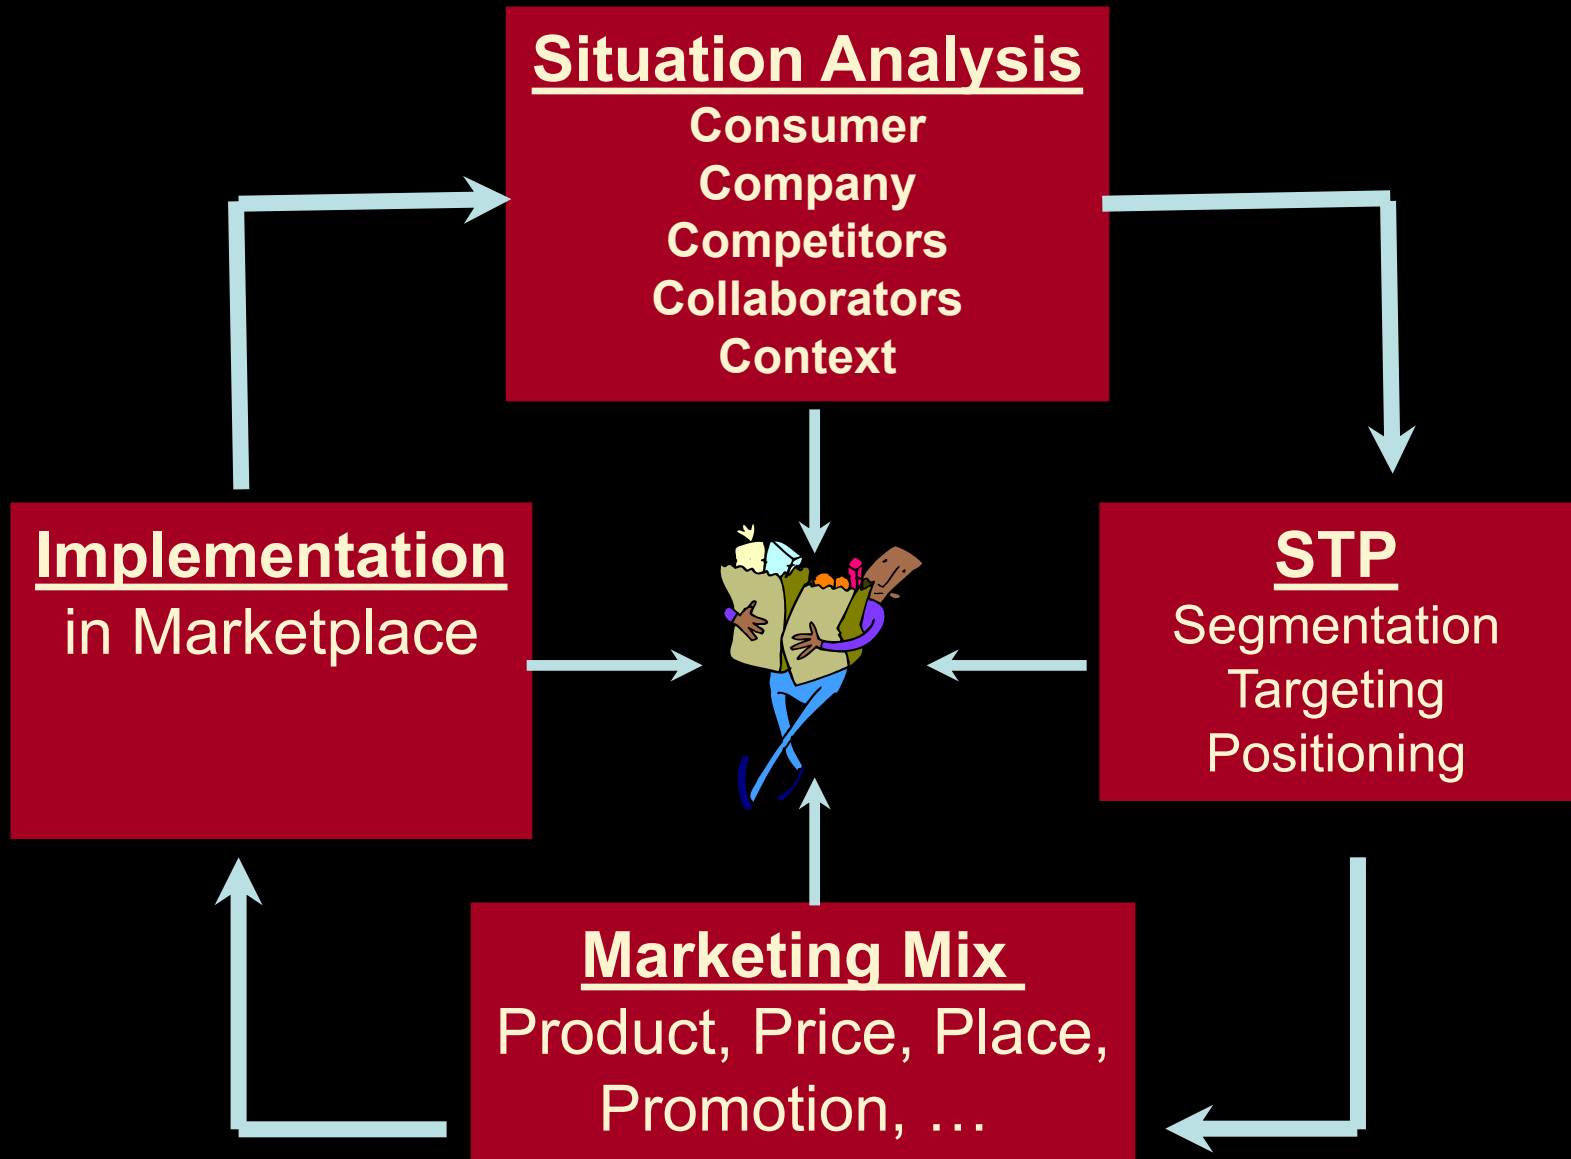 Situation Analysis
Consumer
Company
Competitors
Collaborators
Context
Implementation
in Marketplace
STP
Segmentation
Targeting
Positioning
Marketing Mix
Product, Price, Place,
Promotion, …